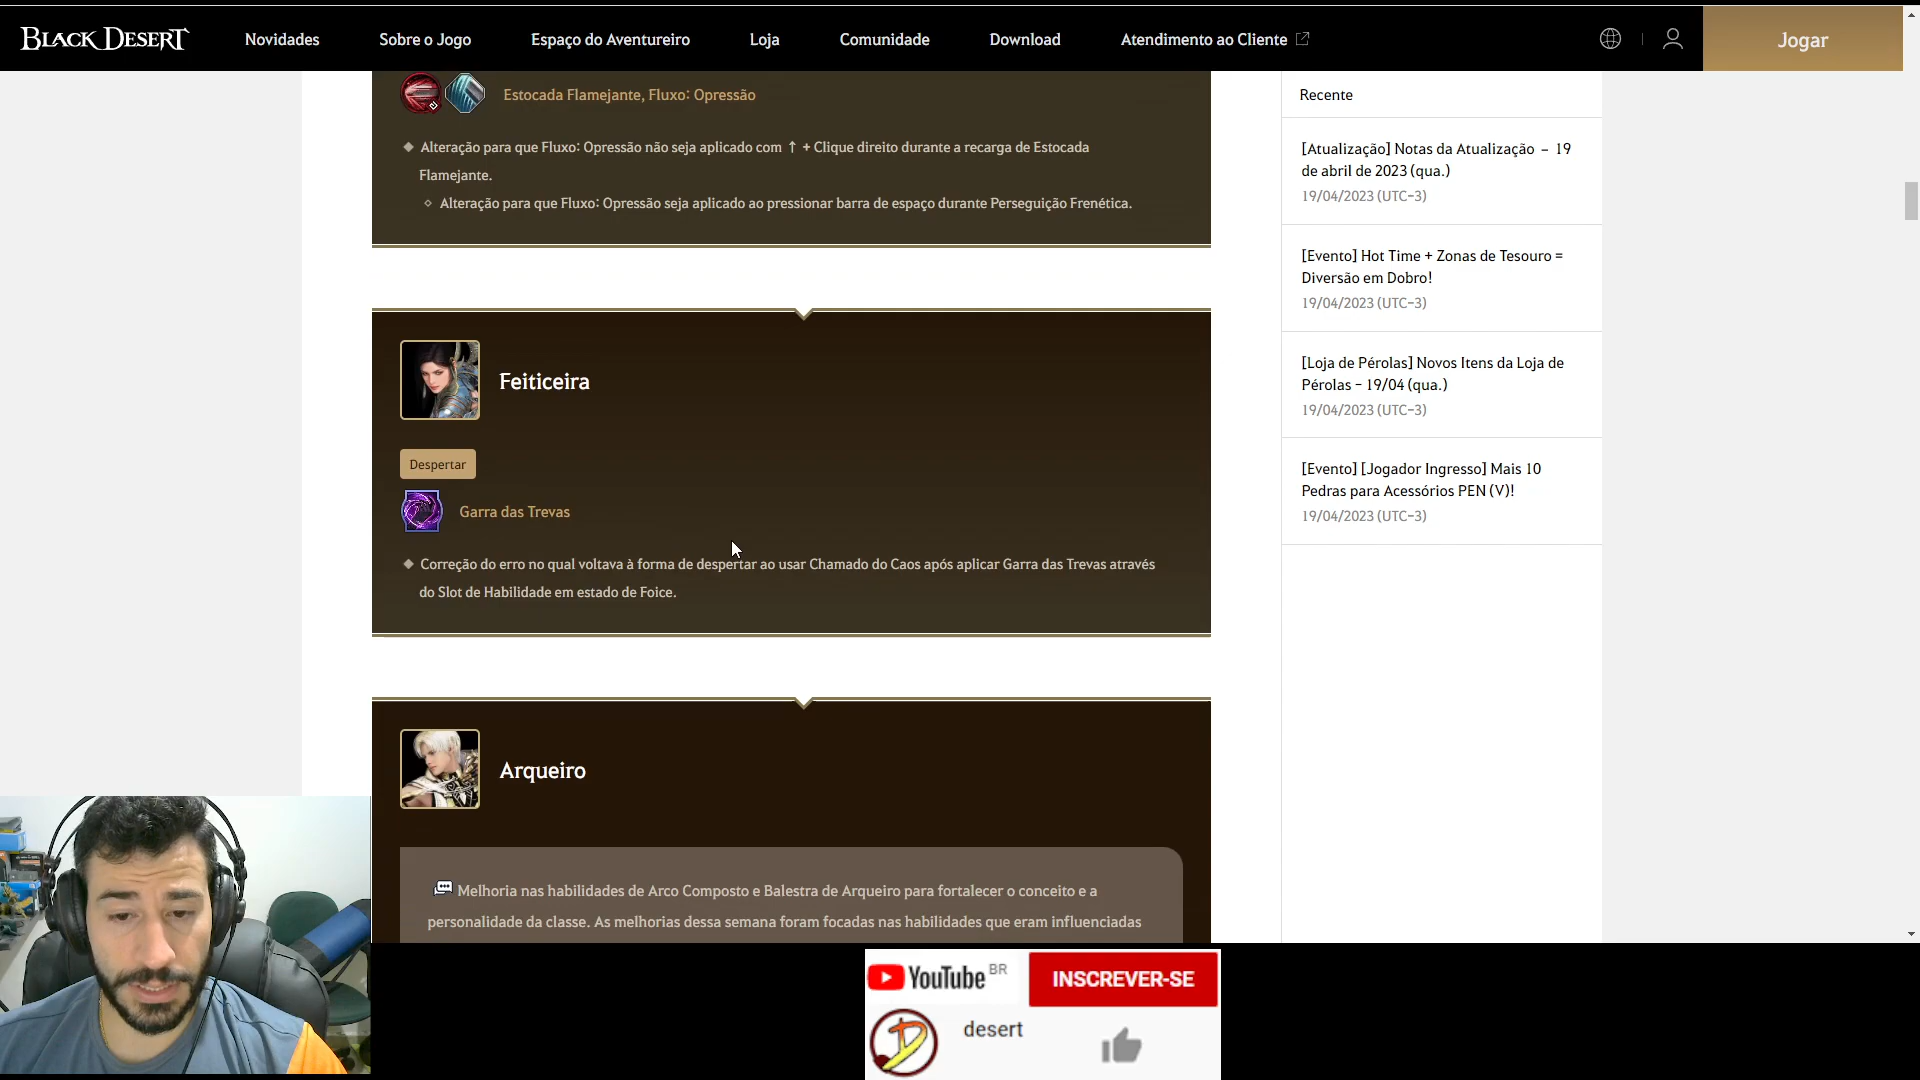 BLACK DESERT
Novidades
Sobre o Jogo
Espaço do Aventureiro
Loja
Comunidade
Download
Atendimento ao Cliente
Jogar
Estocada Flamejante, Fluxo: Opressão
◆ Alteração para que Fluxo: Opressão não seja aplicado com ↑ + Clique direito durante a recarga de Estocada
Flamejante.
◇ Alteração para que Fluxo: Opressão seja aplicado ao pressionar barra de espaço durante Perseguição Frenética.
Feiticeira
Despertar
Garra das Trevas
◆ Correção do erro no qual voltava à forma de despertar ao usar Chamado do Caos após aplicar Garra das Trevas através
do Slot de Habilidade em estado de Foice.
Arqueiro
Melhoria nas habilidades de Arco Composto e Balestra de Arqueiro para fortalecer o conceito e a
personalidade da classe. As melhorias dessa semana foram focadas nas habilidades que eram influenciadas
Recente
[Atualização] Notas da Atualização – 19
de abril de 2023 (qua.)
19/04/2023 (UTC-3)
[Evento] Hot Time + Zonas de Tesouro =
Diversão em Dobro!
19/04/2023 (UTC-3)
[Loja de Pérolas] Novos Itens da Loja de
Pérolas - 19/04 (qua.)
19/04/2023 (UTC-3)
[Evento] [Jogador Ingresso] Mais 10
Pedras para Acessórios PEN (V)!
19/04/2023 (UTC-3)
YouTube BR
INSCREVER-SE
D
desert